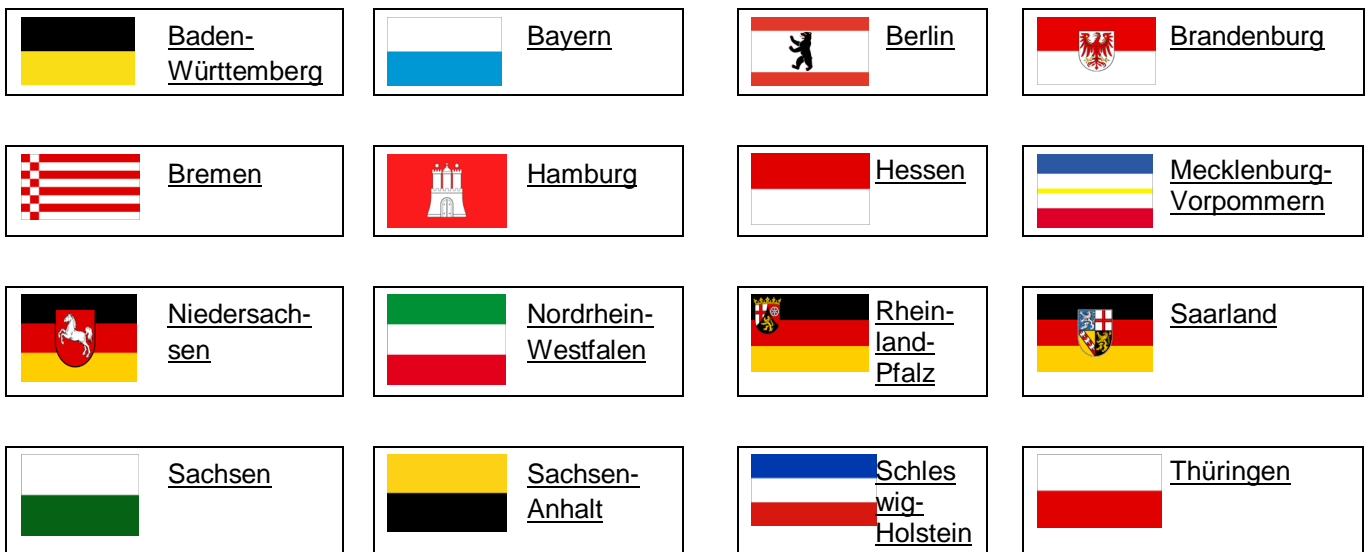 Baden-
Württemberg
Bayern
Berlin
Brandenburg
Bremen
Hamburg
Hessen
Mecklenburg-
Vorpommern
Niedersach-
sen
Nordrhein-
Westfalen
Rhein-
land-
Pfalz
Saarland
Sachsen
Sachsen-
Anhalt
Schles
wig-
Holstein
Thüringen